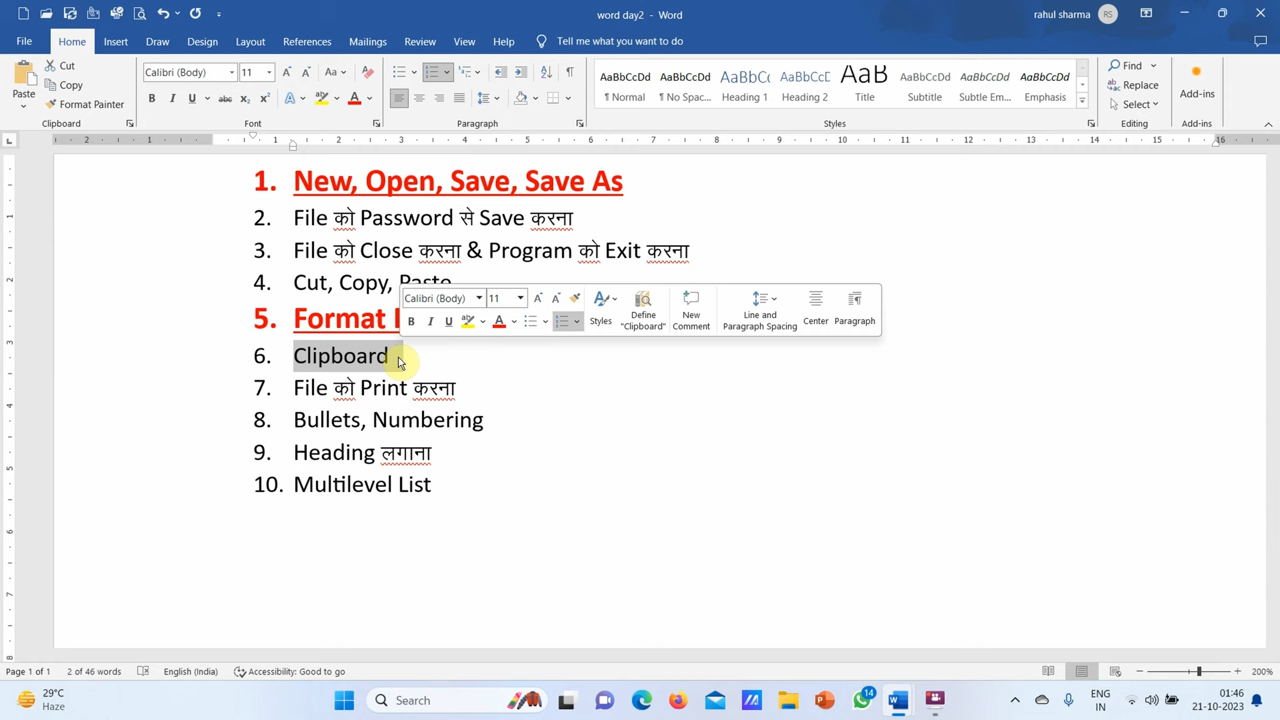 word day2 - Word
rahul sharma RS
File Home Insert Draw Design Layout References Mailings Review View Help Tell me what you want to do
Paste Cut Copy Format Painter
Calibri (Body) 11
AaBbCcDd AaBbCcDd AaBbCc AaBbCcD AaB AaBbCcDd AaBbCcDd AaBbCcDd
¶ Normal ¶ No Spac... Heading 1 Heading 2 Title Subtitle Subtle Em... Emphasis
Find Replace Select Add-ins
Clipboard Font Paragraph Styles Editing Add-ins
1. New, Open, Save, Save As
2. File को Password से Save करना
3. File को Close करना & Program को Exit करना
4. Cut, Copy, Paste
Calibri (Body) 11
Styles Define "Clipboard" New Comment Line and Paragraph Spacing Center Paragraph
5. Format
6. Clipboard
7. File को Print करना
8. Bullets, Numbering
9. Heading लगाना
10. Multilevel List
Page 1 of 1 2 of 46 words English (India) Accessibility: Good to go 200%
29°C Haze Search 14 ENG IN 01:46 21-10-2023